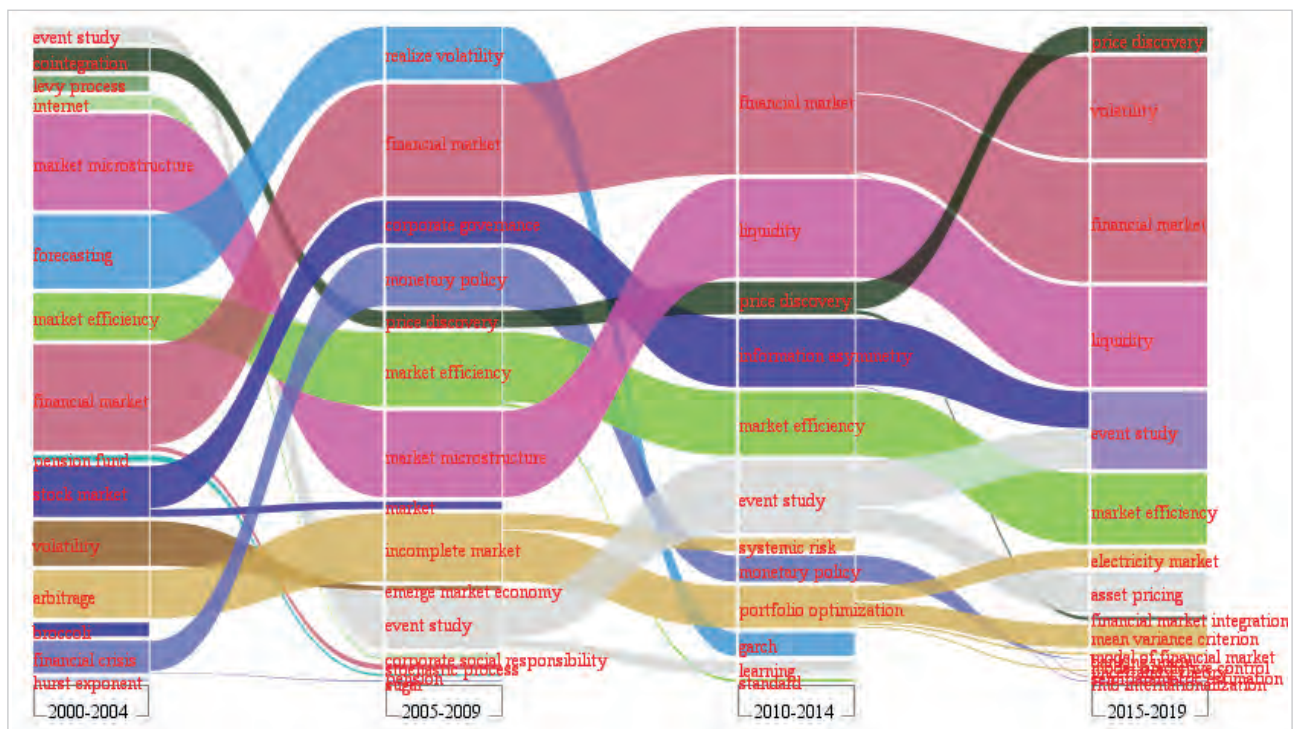 event study
cointegration
levy process
internet
market microstructure
forecasting
market efficiency
financial market
pension fund
stock market
volatility
arbitrage
broccoli
financial crisis
hurst exponent
2000-2004
realize volatility
financial market
corporate governance
monetary policy
price discovery
market efficiency
market microstructure
market
incomplete market
emerge market economy
event study
corporate social responsibility
stochastic process
pension
sugar
2005-2009
financial market
liquidity
price discovery
information asymmetry
market efficiency
event study
systemic risk
monetary policy
portfolio optimization
garch
learning
standard
2010-2014
price discovery
volatility
financial market
liquidity
event study
market efficiency
electricity market
asset pricing
financial market integration
mean variance criterion
model of financial market
control
rmb internationalization
2015-2019